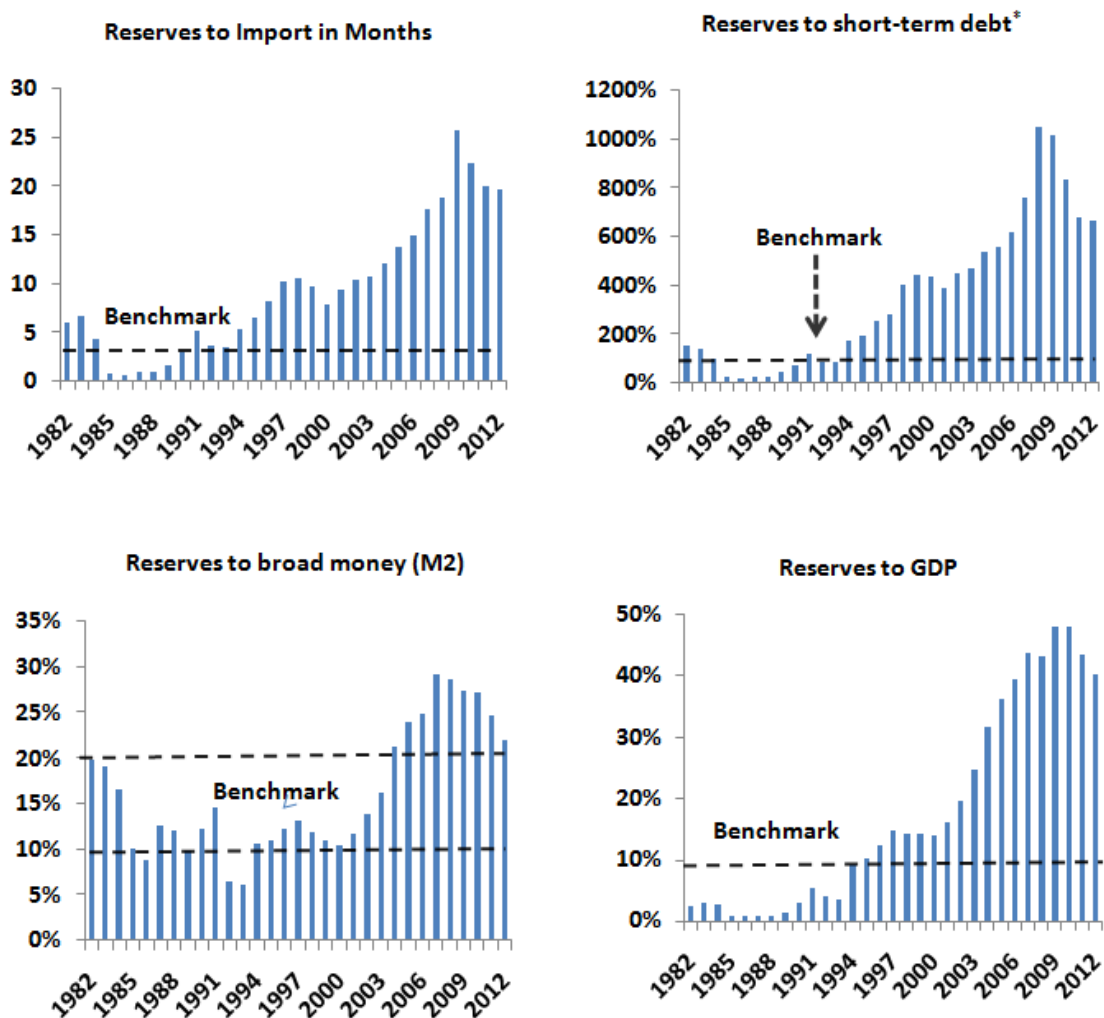 Reserves to Import in Months
30
25
20
15
10
5
0
Benchmark
1982 1985 1988 1991 1994 1997 2000 2003 2006 2009 2012
Reserves to short-term debt*
1200%
1000%
800%
600%
400%
200%
0%
Benchmark
1982 1985 1988 1991 1994 1997 2000 2003 2006 2009 2012
Reserves to broad money (M2)
35%
30%
25%
20%
15%
10%
5%
0%
Benchmark
1982 1985 1988 1991 1994 1997 2000 2003 2006 2009 2012
Reserves to GDP
50%
40%
30%
20%
10%
0%
Benchmark
1982 1985 1988 1991 1994 1997 2000 2003 2006 2009 2012